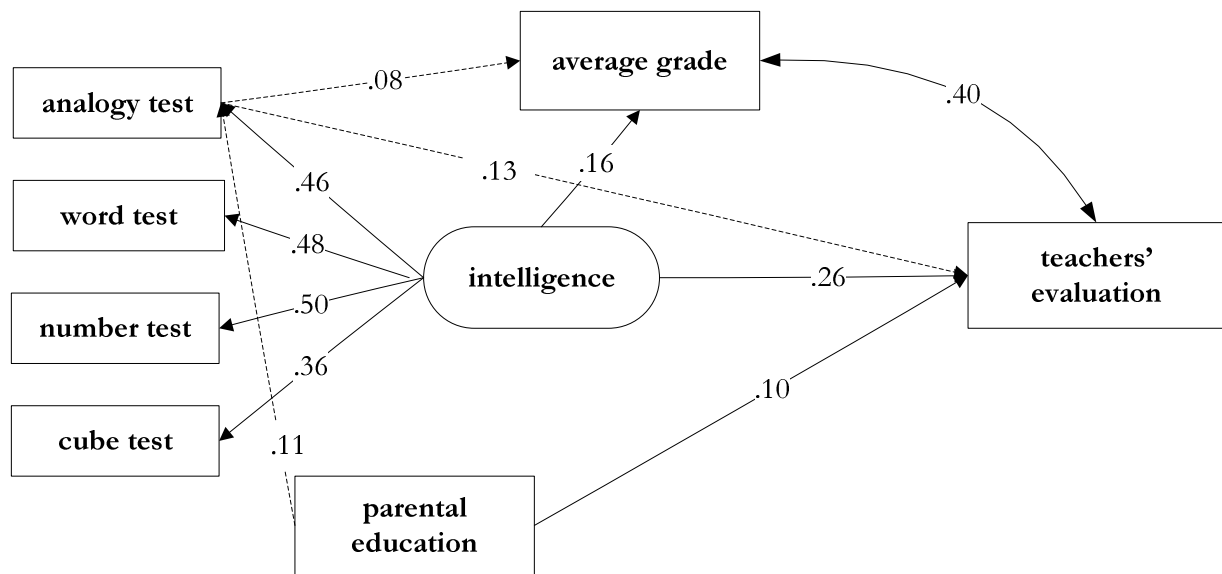 average grade
.08
analogy test
.40
.13
.16
.46
word test
.48
teachers’
evaluation
intelligence
.26
.50
number test
.36
.10
cube test
.11
parental
education